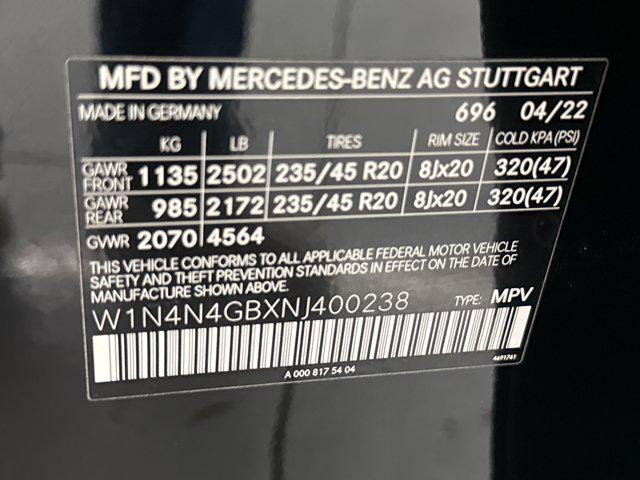 MFD BY MERCEDES-BENZ AG STUTTGART
MADE IN GERMANY 696 04/22
KG LB TIRES RIM SIZE COLD KPA (PSI)
GAWR FRONT 1135 2502 235/45 R20 8Jx20 320(47)
GAWR REAR 985 2172 235/45 R20 8Jx20 320(47)
GVWR 2070 4564
THIS VEHICLE CONFORMS TO ALL APPLICABLE FEDERAL MOTOR VEHICLE
SAFETY AND THEFT PREVENTION STANDARDS IN EFFECT ON THE DATE
OF MANUFACTURE SHOWN ABOVE.
W1N4N4GBXNJ400238 TYPE: MPV
4691761
A 000 817 54 04